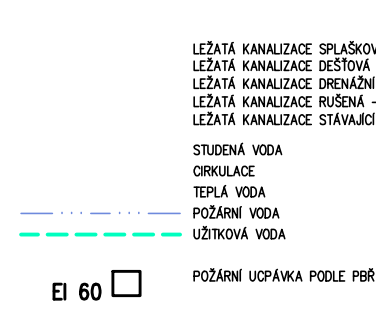 LEŽATÁ KANALIZACE
LEŽATÁ KANALIZACE DEŠŤOVÁ
LEŽATÁ KANALIZACE DRENÁŽNÍ
LEŽATÁ KANALIZACE RUŠENÁ -
LEŽATÁ KANALIZACE STÁVAJÍCÍ
STUDENÁ VODA
CIRKULACE
TEPLÁ VODA
POŽÁRNÍ VODA
UŽITKOVÁ VODA
EI 60 POŽÁRNÍ UCPÁVKA PODLE PBŘ